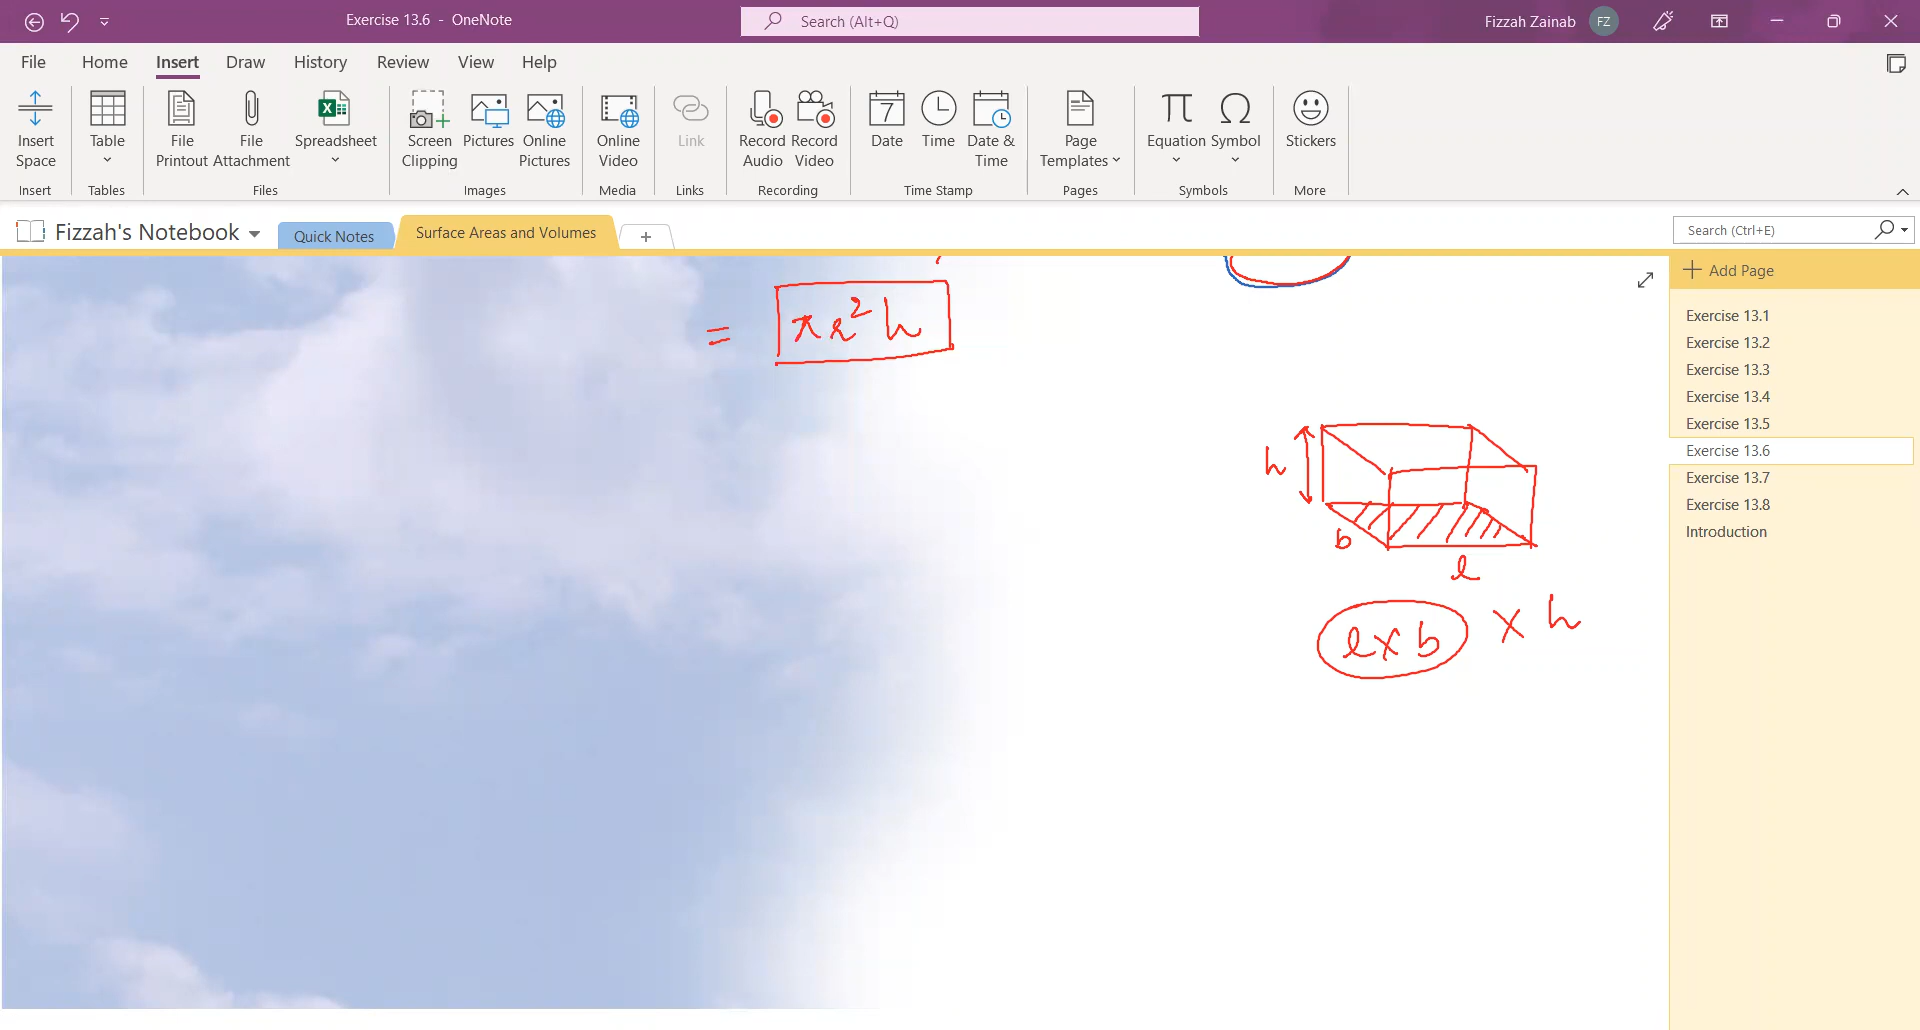 Exercise 13.6 - OneNote
Search (Alt+Q)
Fizzah Zainab FZ
File Home Insert Draw History Review View Help
Insert Space
Table
File Printout
File Attachment
Spreadsheet
Screen Clipping
Pictures
Online Pictures
Online Video
Link
Record Audio
Record Video
7
Date
Time
Date & Time
Page Templates
π
Equation
Ω
Symbol
Stickers
Insert Tables Files Images Media Links Recording Time Stamp Pages Symbols More
Fizzah's Notebook
Quick Notes
Surface Areas and Volumes
+
Search (Ctrl+E)
Add Page
Exercise 13.1
Exercise 13.2
Exercise 13.3
Exercise 13.4
Exercise 13.5
Exercise 13.6
Exercise 13.7
Exercise 13.8
Introduction
= πr²h
h
b
l
l×b × h